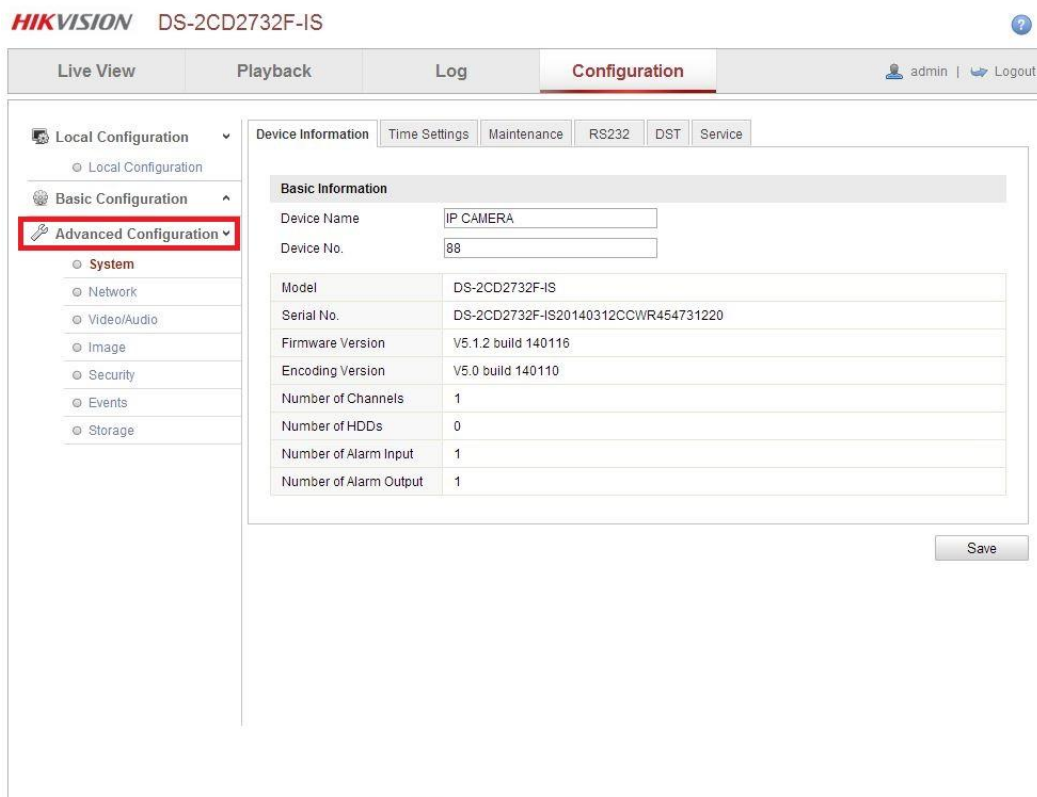 HIKVISION DS-2CD2732F-IS
Live View Playback Log Configuration admin | Logout
Local Configuration
Local Configuration
Basic Configuration
Advanced Configuration
System
Network
Video/Audio
Image
Security
Events
Storage
Device Information Time Settings Maintenance RS232 DST Service
Basic Information
Device Name IP CAMERA
Device No. 88
Model DS-2CD2732F-IS
Serial No. DS-2CD2732F-IS20140312CCWR454731220
Firmware Version V5.1.2 build 140116
Encoding Version V5.0 build 140110
Number of Channels 1
Number of HDDs 0
Number of Alarm Input 1
Number of Alarm Output 1
Save